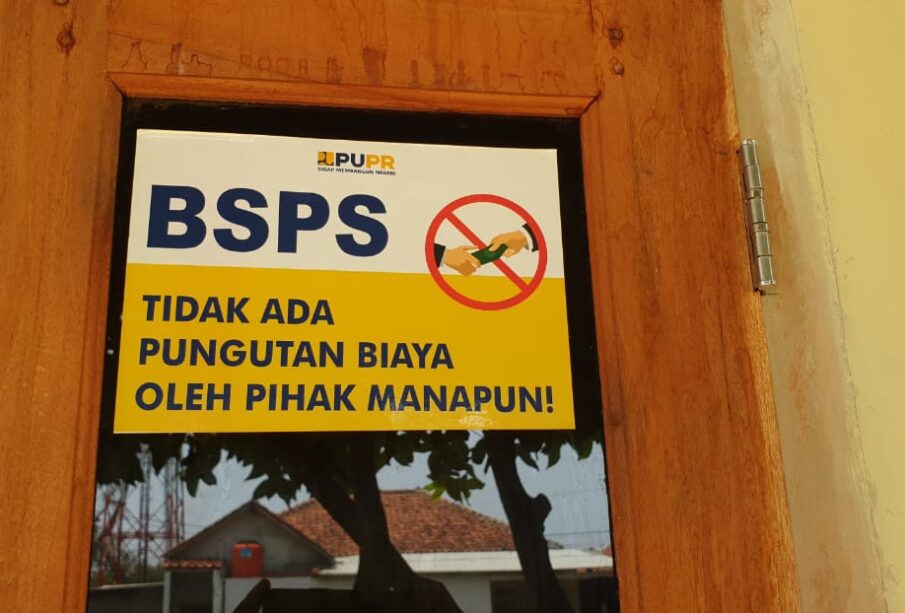 PUPR
SIGAP MEMBANGUN NEGERI
BSPS
TIDAK ADA
PUNGUTAN BIAYA
OLEH PIHAK MANAPUN!